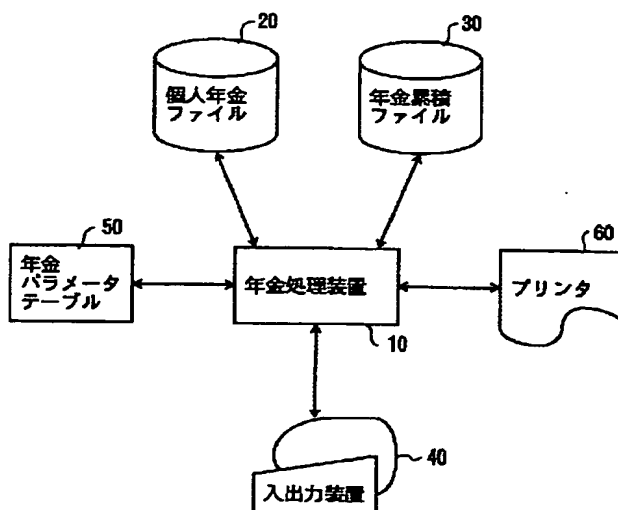 20
30
個人年金
ファイル
年金累積
ファイル
50
60
年金
パラメータ
テーブル
年金処理装置
プリンタ
10
40
入出力装置